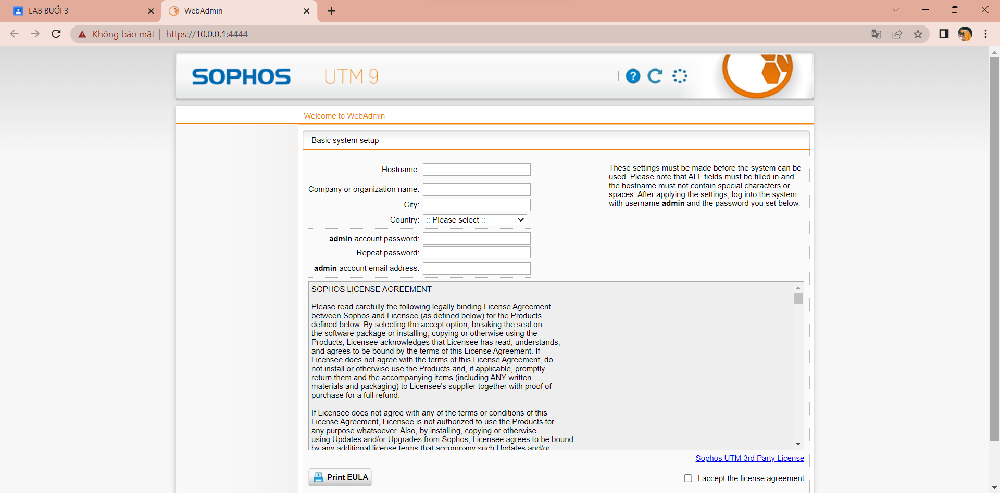 LAB BUỔI 3
WebAdmin
Không bảo mật
https://10.0.0.1:4444
SOPHOS
UTM 9
Welcome to WebAdmin
Basic system setup
Hostname:
Company or organization name:
City:
Country:
:: Please select ::
admin account password:
Repeat password:
admin account email address:
These settings must be made before the system can be
used. Please note that ALL fields must be filled in and
the hostname must not contain special characters or
spaces. After applying the settings, log into the system
with username admin and the password you set below.
SOPHOS LICENSE AGREEMENT
Please read carefully the following legally binding License Agreement
between Sophos and Licensee (as defined below) for the Products
defined below. By selecting the accept option, breaking the seal on
the software package or installing, copying or otherwise using the
Products, Licensee acknowledges that Licensee has read, understands,
and agrees to be bound by the terms of this License Agreement. If
Licensee does not agree with the terms of this License Agreement, do
not install or otherwise use the Products and, if applicable, promptly
return them and the accompanying items (including ANY written
materials and packaging) to Licensee's supplier together with proof of
purchase for a full refund.
If Licensee does not agree with any of the terms or conditions of this
License Agreement, Licensee is not authorized to use the Products for
any purpose whatsoever. Also, by installing, copying or otherwise
using Updates and/or Upgrades from Sophos, Licensee agrees to be bound
by any additional license terms that accompany such Updates and/or
Sophos UTM 3rd Party License
Print EULA
I accept the license agreement